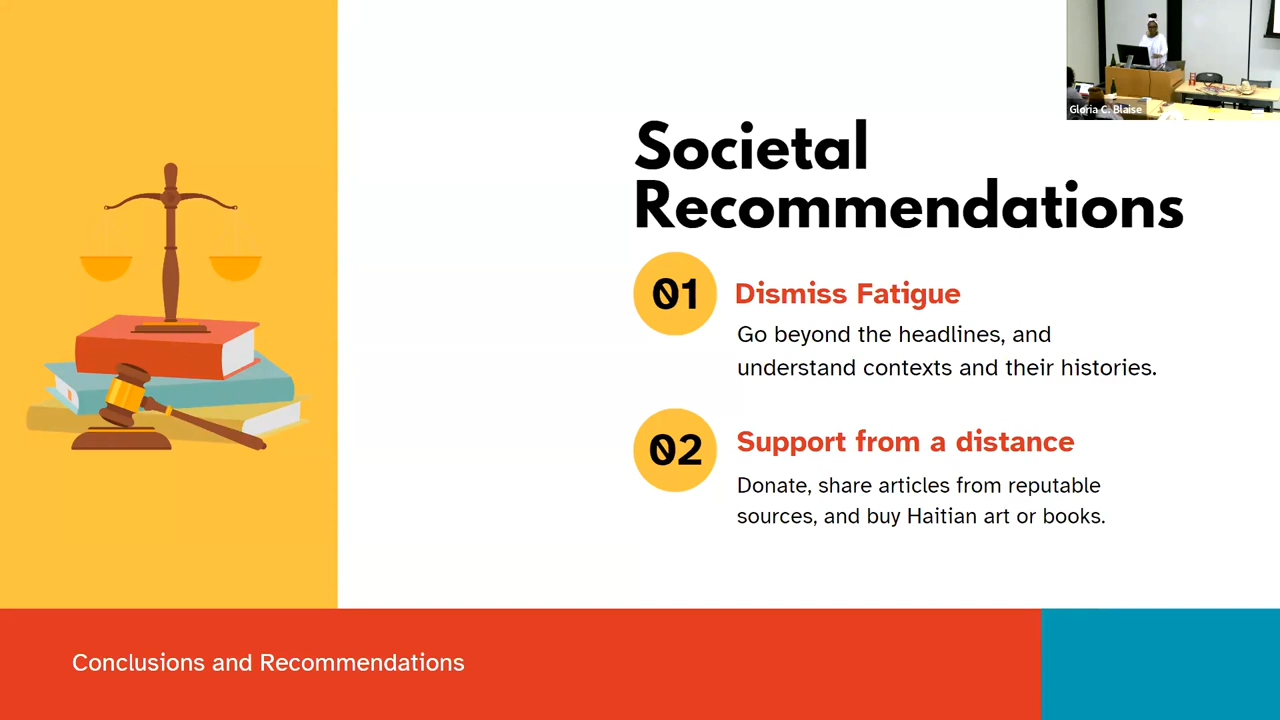 Gloria C. Blaise
Societal
Recommendations
01
Dismiss Fatigue
Go beyond the headlines, and
understand contexts and their histories.
02
Support from a distance
Donate, share articles from reputable
sources, and buy Haitian art or books.
Conclusions and Recommendations